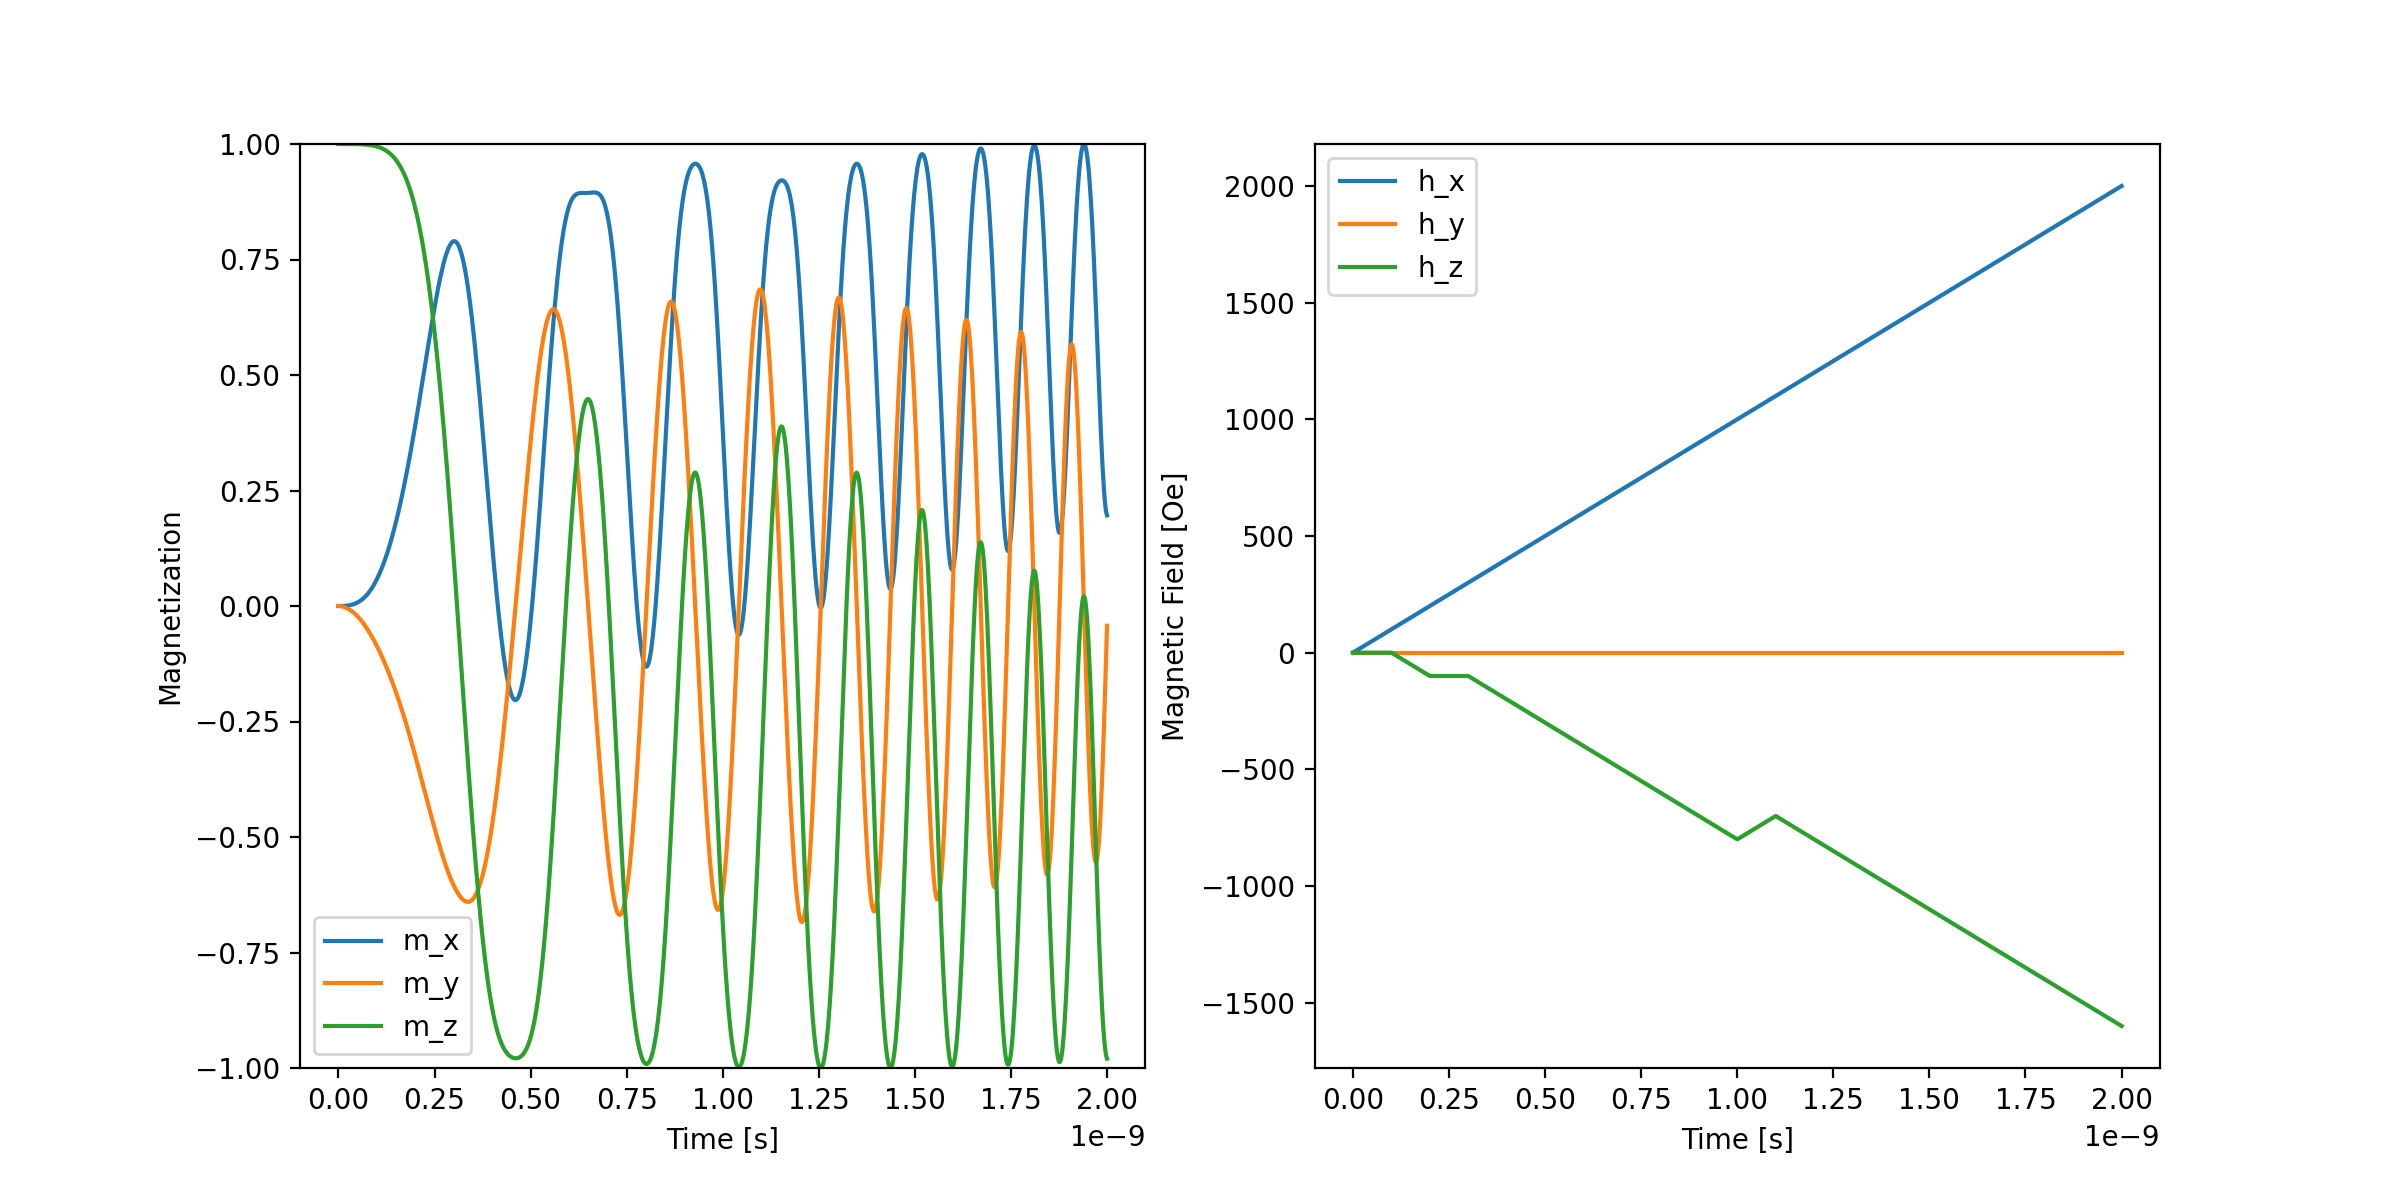 1.00
0.75
0.50
0.25
0.00
−0.25
−0.50
−0.75
−1.00
Magnetization
m_x
m_y
m_z
0.00 0.25 0.50 0.75 1.00 1.25 1.50 1.75 2.00
Time [s]
1e−9
2000
1500
1000
500
0
−500
−1000
−1500
Magnetic Field [Oe]
h_x
h_y
h_z
0.00 0.25 0.50 0.75 1.00 1.25 1.50 1.75 2.00
Time [s]
1e−9